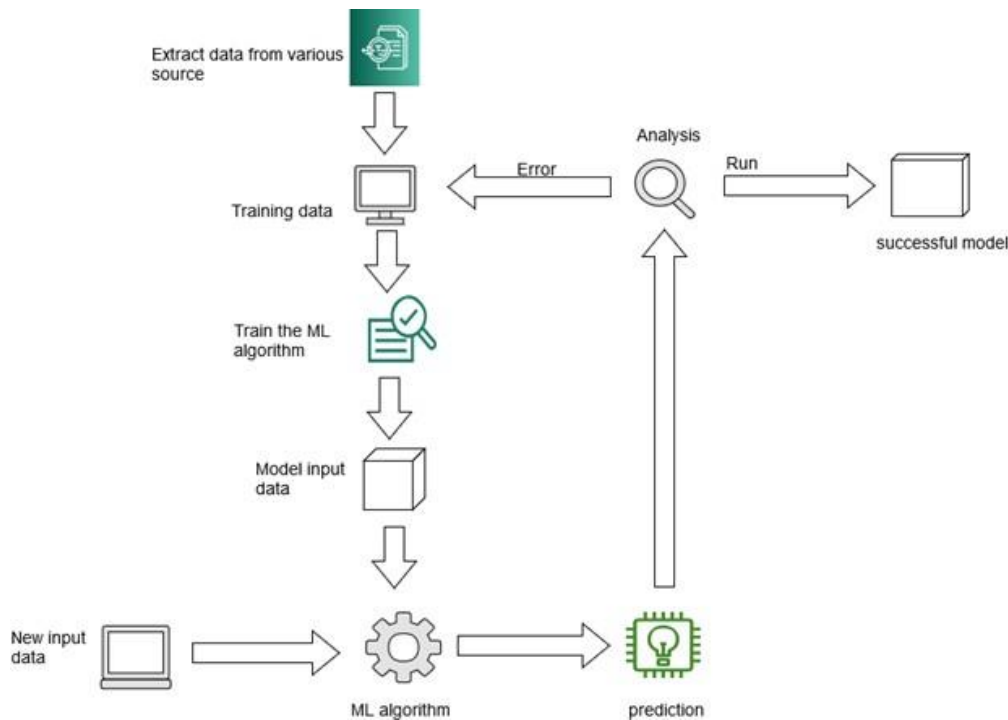 Extract data from various
source
Analysis
Error
Run
Training data
successful model
Train the ML
algorithm
Model input
data
New input
data
ML algorithm
prediction